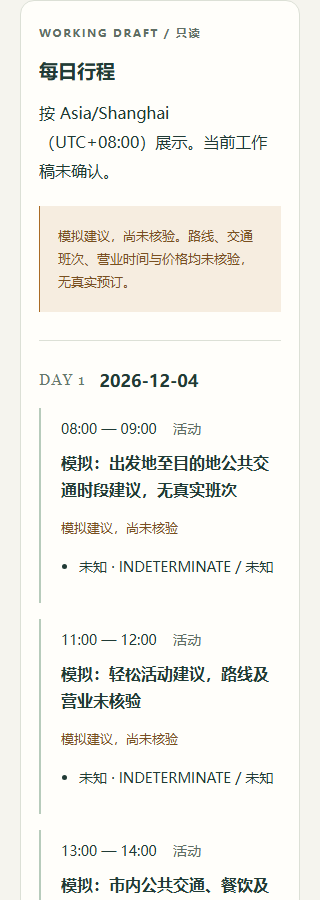 WORKING DRAFT / 只读
每日行程
按 Asia/Shanghai
（UTC+08:00）展示。当前工作
稿未确认。
模拟建议，尚未核验。路线、交通
班次、营业时间与价格均未核验，
无真实预订。
DAY 1 2026-12-04
08:00 — 09:00 活动
模拟：出发地至目的地公共交
通时段建议，无真实班次
模拟建议，尚未核验
• 未知 · INDETERMINATE / 未知
11:00 — 12:00 活动
模拟：轻松活动建议，路线及
营业未核验
模拟建议，尚未核验
• 未知 · INDETERMINATE / 未知
13:00 — 14:00 活动
模拟：市内公共交通、餐饮及